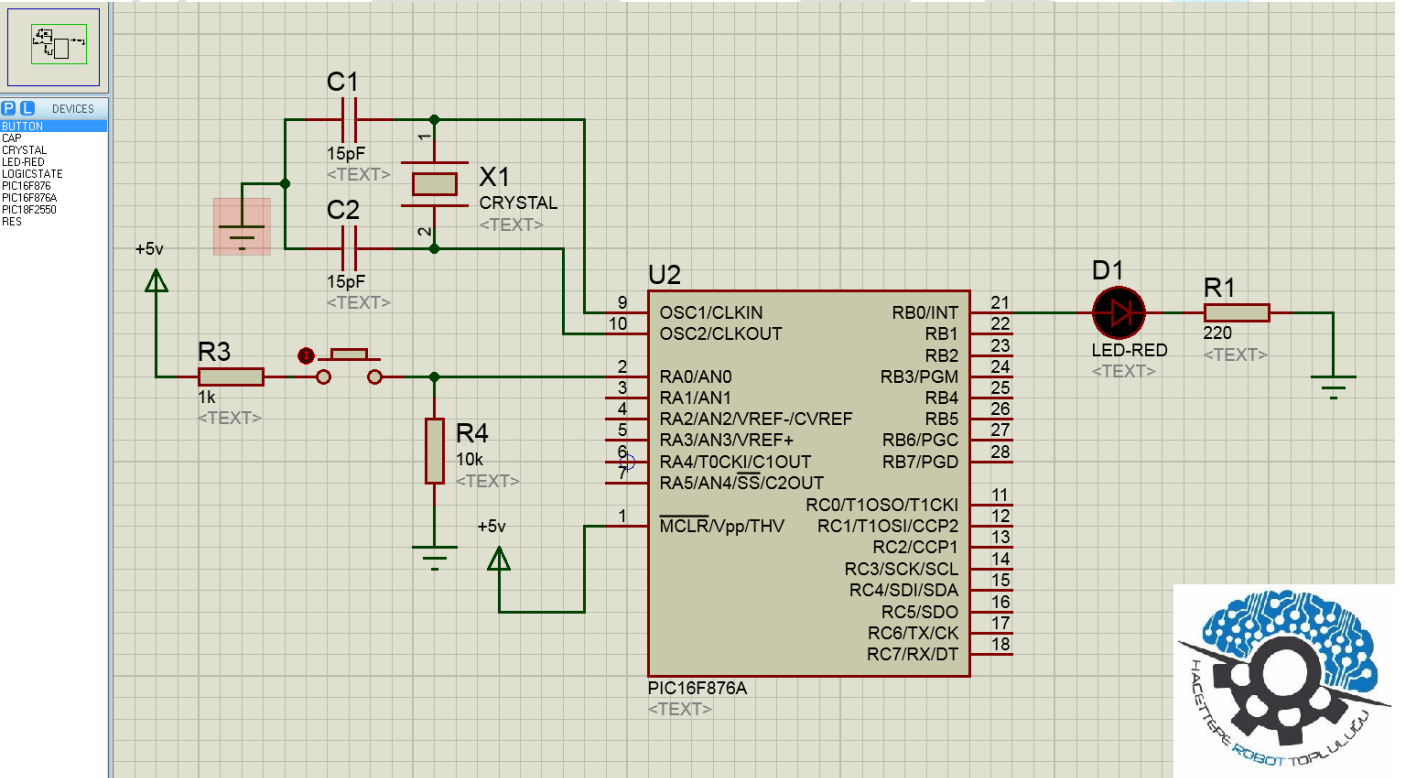 P L DEVICES
BUTTON
CAP
CRYSTAL
LED-RED
LOGICSTATE
PIC16F876
PIC16F876A
PIC18F2550
RES
C1
15pF
<TEXT>
1
X1
CRYSTAL
<TEXT>
2
C2
15pF
<TEXT>
+5v
R3
1k
<TEXT>
R4
10k
<TEXT>
+5v
U2
9 OSC1/CLKIN
10 OSC2/CLKOUT
2 RA0/AN0
3 RA1/AN1
4 RA2/AN2/VREF-/CVREF
5 RA3/AN3/VREF+
6 RA4/T0CKI/C1OUT
7 RA5/AN4/SS/C2OUT
1 MCLR/Vpp/THV
RB0/INT 21
RB1 22
RB2 23
RB3/PGM 24
RB4 25
RB5 26
RB6/PGC 27
RB7/PGD 28
RC0/T1OSO/T1CKI 11
RC1/T1OSI/CCP2 12
RC2/CCP1 13
RC3/SCK/SCL 14
RC4/SDI/SDA 15
RC5/SDO 16
RC6/TX/CK 17
RC7/RX/DT 18
PIC16F876A
<TEXT>
D1
LED-RED
<TEXT>
R1
220
<TEXT>
HACETTEPE ROBOT TOPLULUĞU